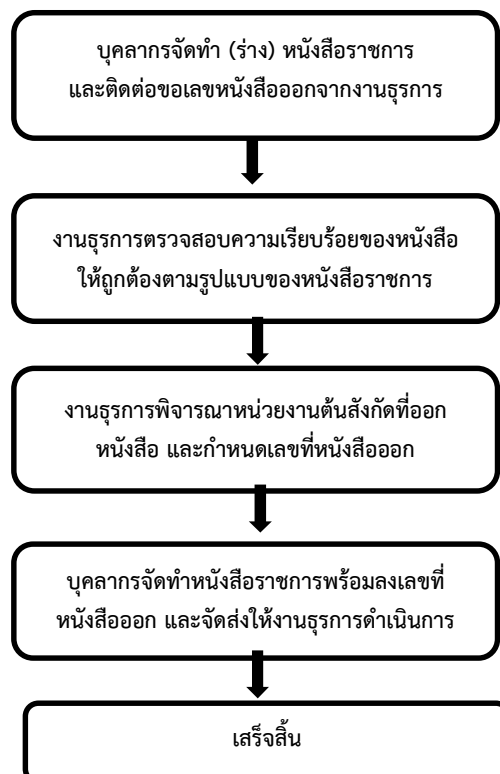 บุคลากรจัดทำ (ร่าง) หนังสือราชการ
และติดต่อขอเลขหนังสือออกจากงานธุรการ
งานธุรการตรวจสอบความเรียบร้อยของหนังสือ
ให้ถูกต้องตามรูปแบบของหนังสือราชการ
งานธุรการพิจารณาหน่วยงานต้นสังกัดที่ออก
หนังสือ และกำหนดเลขที่หนังสือออก
บุคลากรจัดทำหนังสือราชการพร้อมลงเลขที่
หนังสือออก และจัดส่งให้งานธุรการดำเนินการ
เสร็จสิ้น